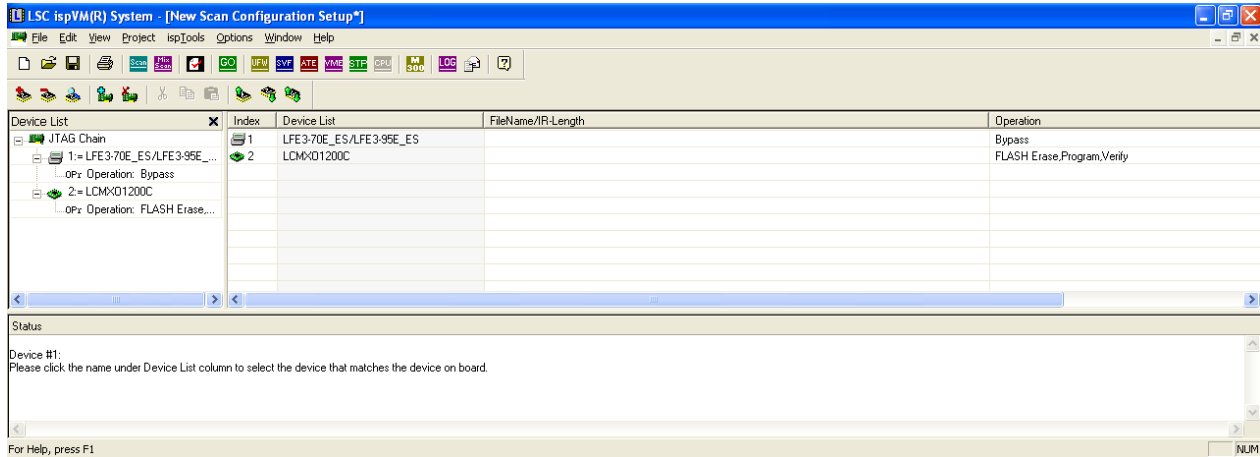 LSC ispVM(R) System - [New Scan Configuration Setup*]
File Edit View Project ispTools Options Window Help
Scan Mix Scan GO UFW SVF ATE VME STP CPU M 300 LOG
Device List Index Device List FileName/IR-Length Operation
JTAG Chain 1 LFE3-70E_ES/LFE3-95E_ES Bypass
1:= LFE3-70E_ES/LFE3-95E_... 2 LCMXO1200C FLASH Erase,Program,Verify
OPr Operation: Bypass
2:= LCMXO1200C
OPr Operation: FLASH Erase,...
Status
Device #1:
Please click the name under Device List column to select the device that matches the device on board.
For Help, press F1 NUM